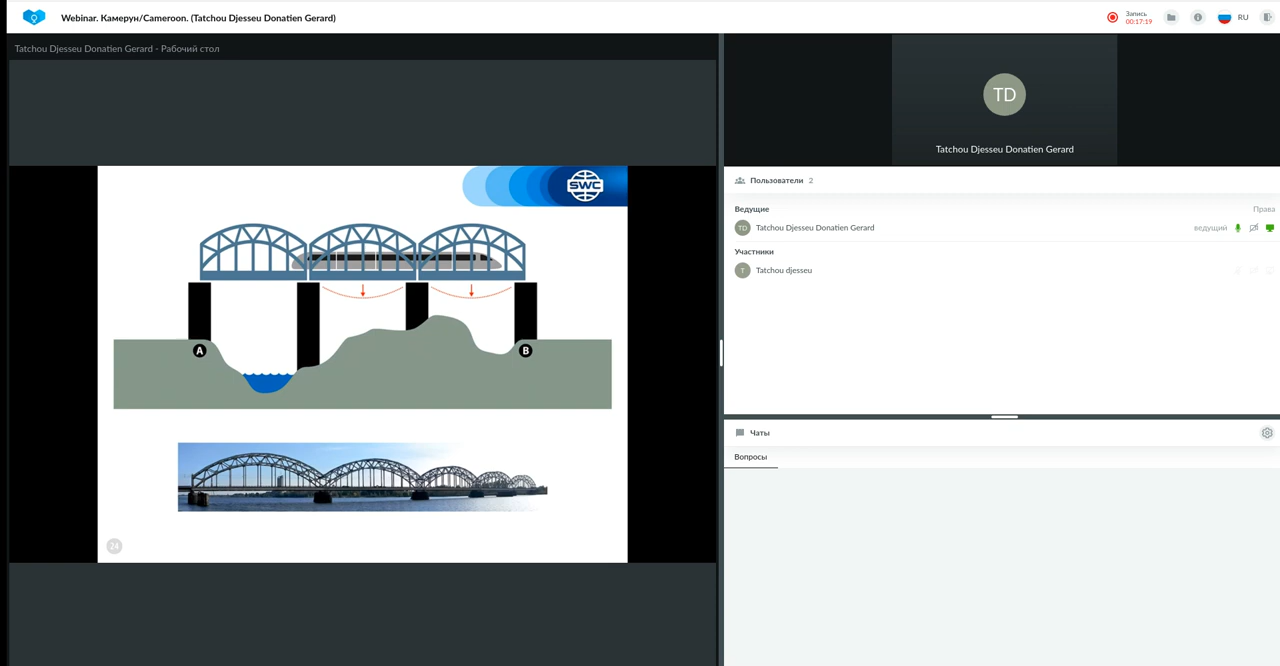 Webinar. Камерун/Cameroon. (Tatchou Djesseu Donatien Gerard)
Запись
00:17:19
RU
Tatchou Djesseu Donatien Gerard - Рабочий стол
TD
Tatchou Djesseu Donatien Gerard
SWC
A
B
24
Пользователи 2
Ведущие Права
TD Tatchou Djesseu Donatien Gerard ведущий
Участники
T Tatchou djesseu
Чаты
Вопросы